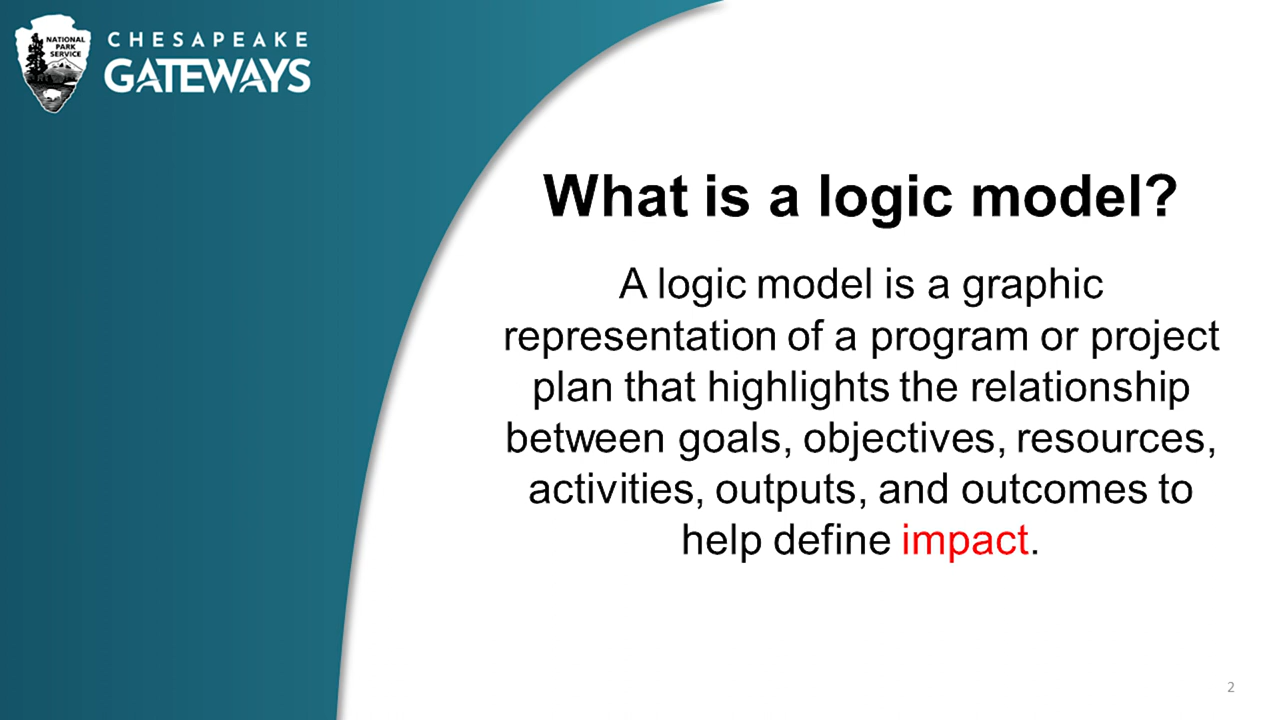 NATIONAL
PARK
SERVICE
CHESAPEAKE
GATEWAYS
What is a logic model?
A logic model is a graphic
representation of a program or project
plan that highlights the relationship
between goals, objectives, resources,
activities, outputs, and outcomes to
help define impact.
2